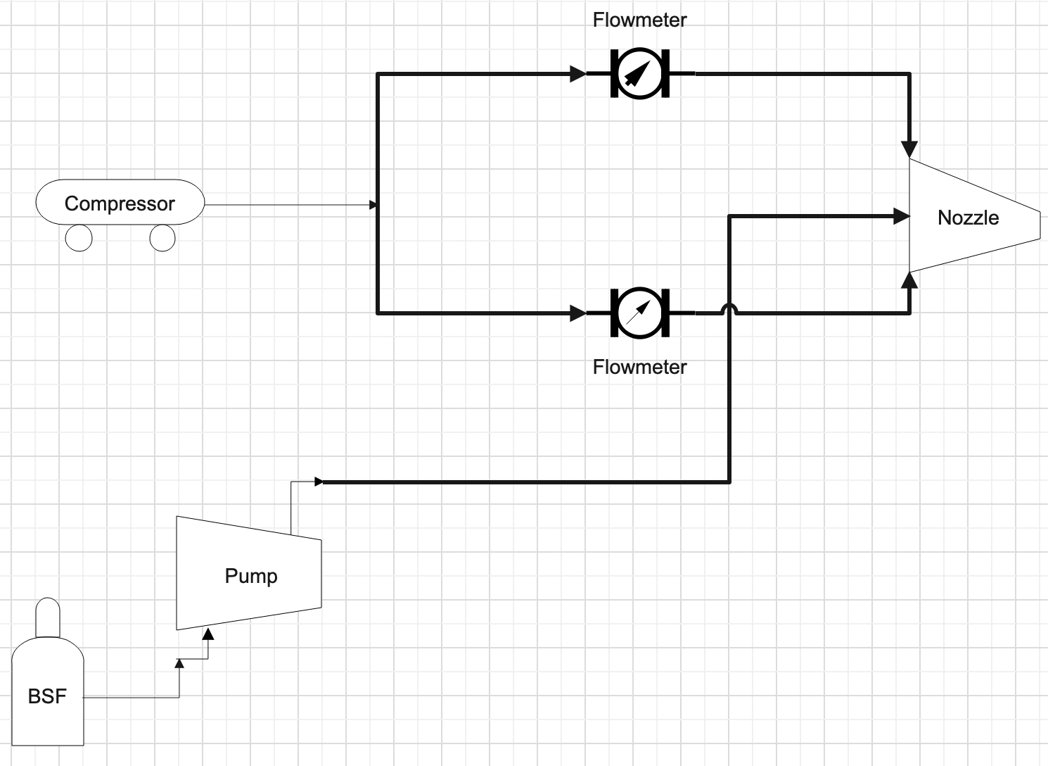 Flowmeter
Compressor
Nozzle
Flowmeter
Pump
BSF